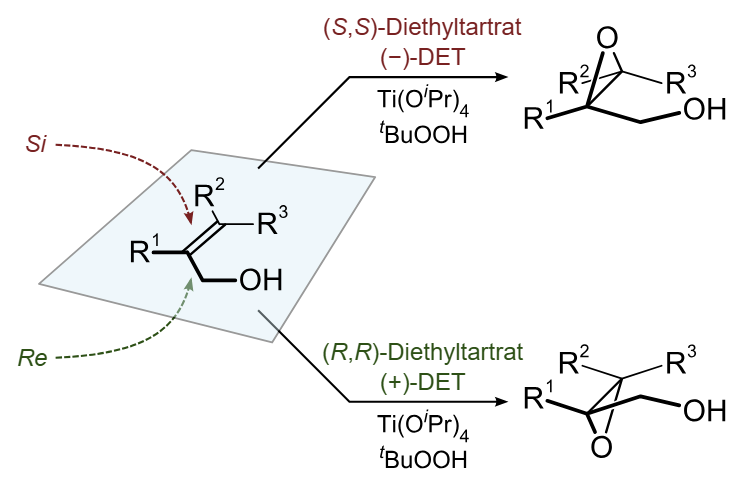 (S,S)-Diethyltartrat
(−)-DET
Ti(OⁱPr)₄
ᵗBuOOH
O
R² R³
R¹ OH
Si
R²
R³
R¹
OH
Re
(R,R)-Diethyltartrat
(+)-DET
Ti(OⁱPr)₄
ᵗBuOOH
R² R³
R¹ OH
O